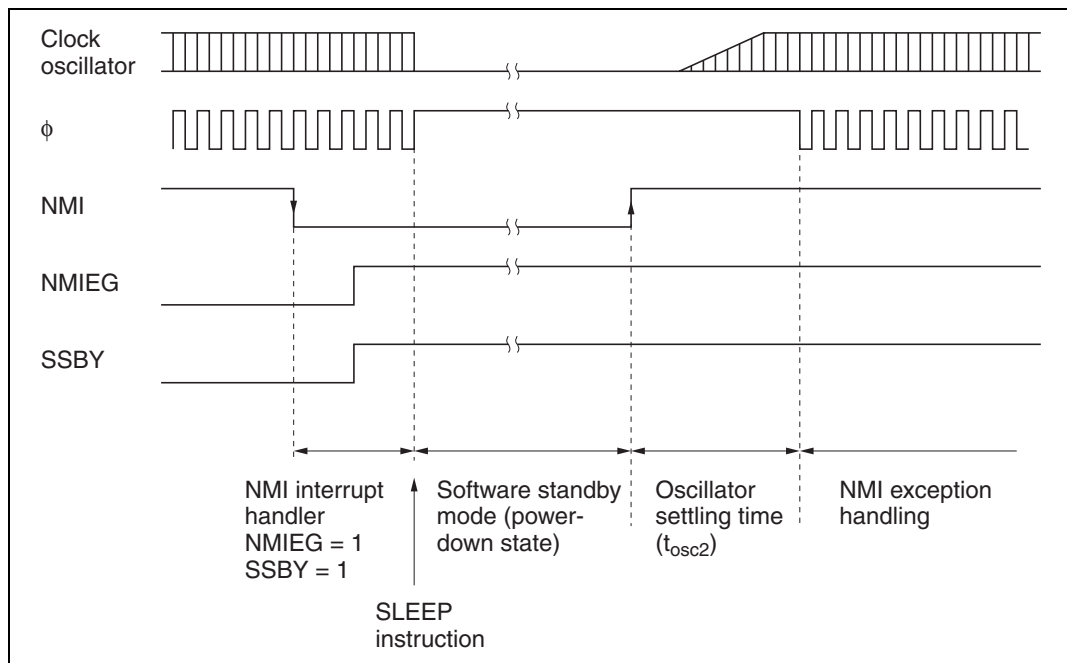 Clock
oscillator
ϕ
NMI
NMIEG
SSBY
NMI interrupt
handler
NMIEG = 1
SSBY = 1
Software standby
mode (power-
down state)
Oscillator
settling time
(tosc2)
NMI exception
handling
SLEEP
instruction